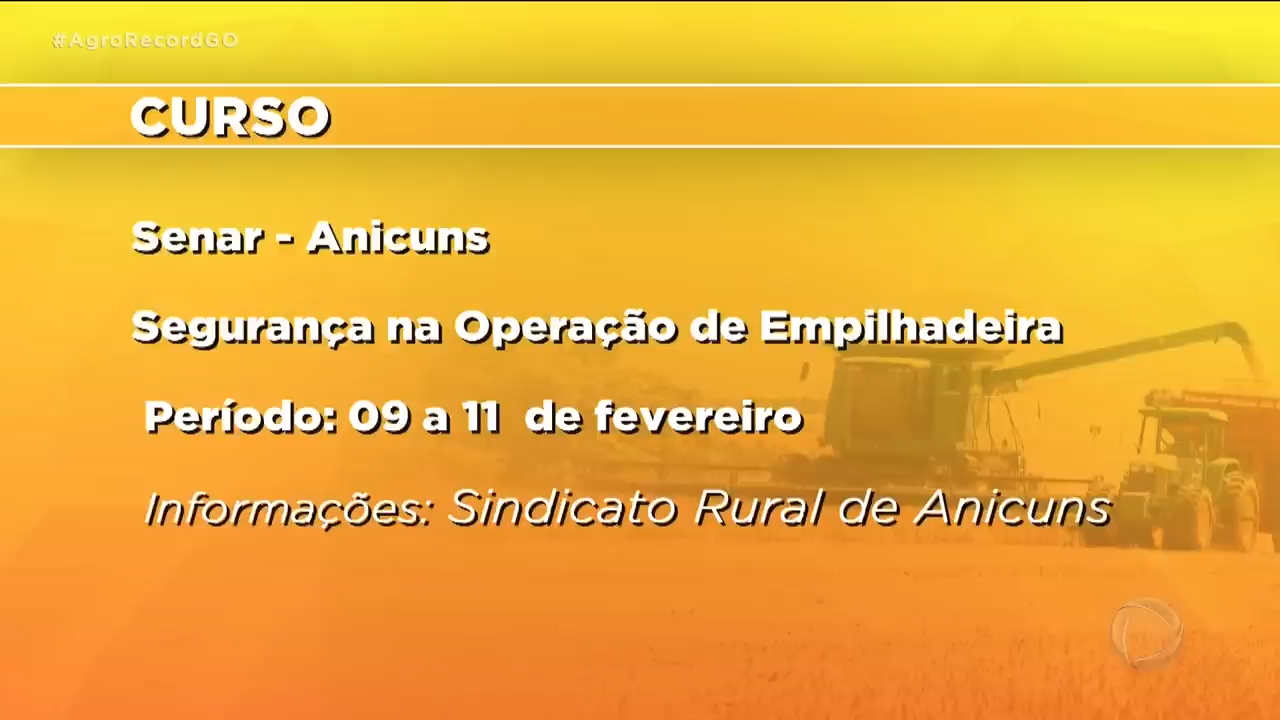 #AgroRecordGO
CURSO
Senar - Anicuns
Segurança na Operação de Empilhadeira
Período: 09 a 11 de fevereiro
Informações: Sindicato Rural de Anicuns